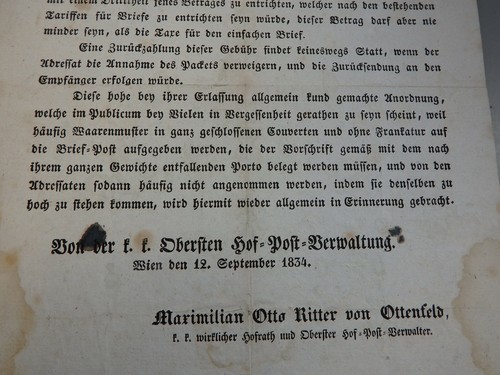 mit einem Drittheil jenes Betrages zu entrichten, welcher nach den bestehenden
Tariffen für Briefe zu entrichten seyn würde, dieser Betrag darf aber nie
minder seyn, als die Taxe für den einfachen Brief.
Eine Zurückzahlung dieser Gebühr findet keineswegs Statt, wenn der
Adressat die Annahme des Packets verweigern, und die Zurücksendung an den
Empfänger erfolgen würde.
Diese hohe bey ihrer Erlassung allgemein kund gemachte Anordnung,
welche im Publicum bey Vielen in Vergessenheit gerathen zu seyn scheint, weil
häufig Waarenmuster in ganz geschlossenen Couverten und ohne Frankatur auf
die Brief-Post aufgegeben werden, die der Vorschrift gemäß mit dem nach
ihrem ganzen Gewichte entfallenden Porto belegt werden müssen, und von den
Adressaten sodann häufig nicht angenommen werden, indem sie denselben zu
hoch zu stehen kommen, wird hiermit wieder allgemein in Erinnerung gebracht.
Von der k. k. Obersten Hof-Post-Verwaltung.
Wien den 12. September 1834.
Maximilian Otto Ritter von Ottenfeld,
k. k. wirklicher Hofrath und Oberster Hof-Post-Verwalter.